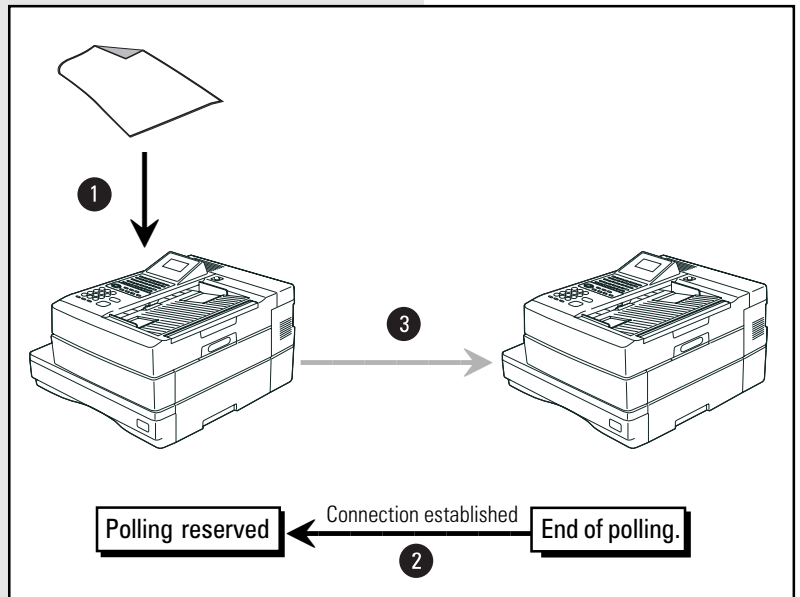 1
3
Polling reserved
Connection established
End of polling.
2